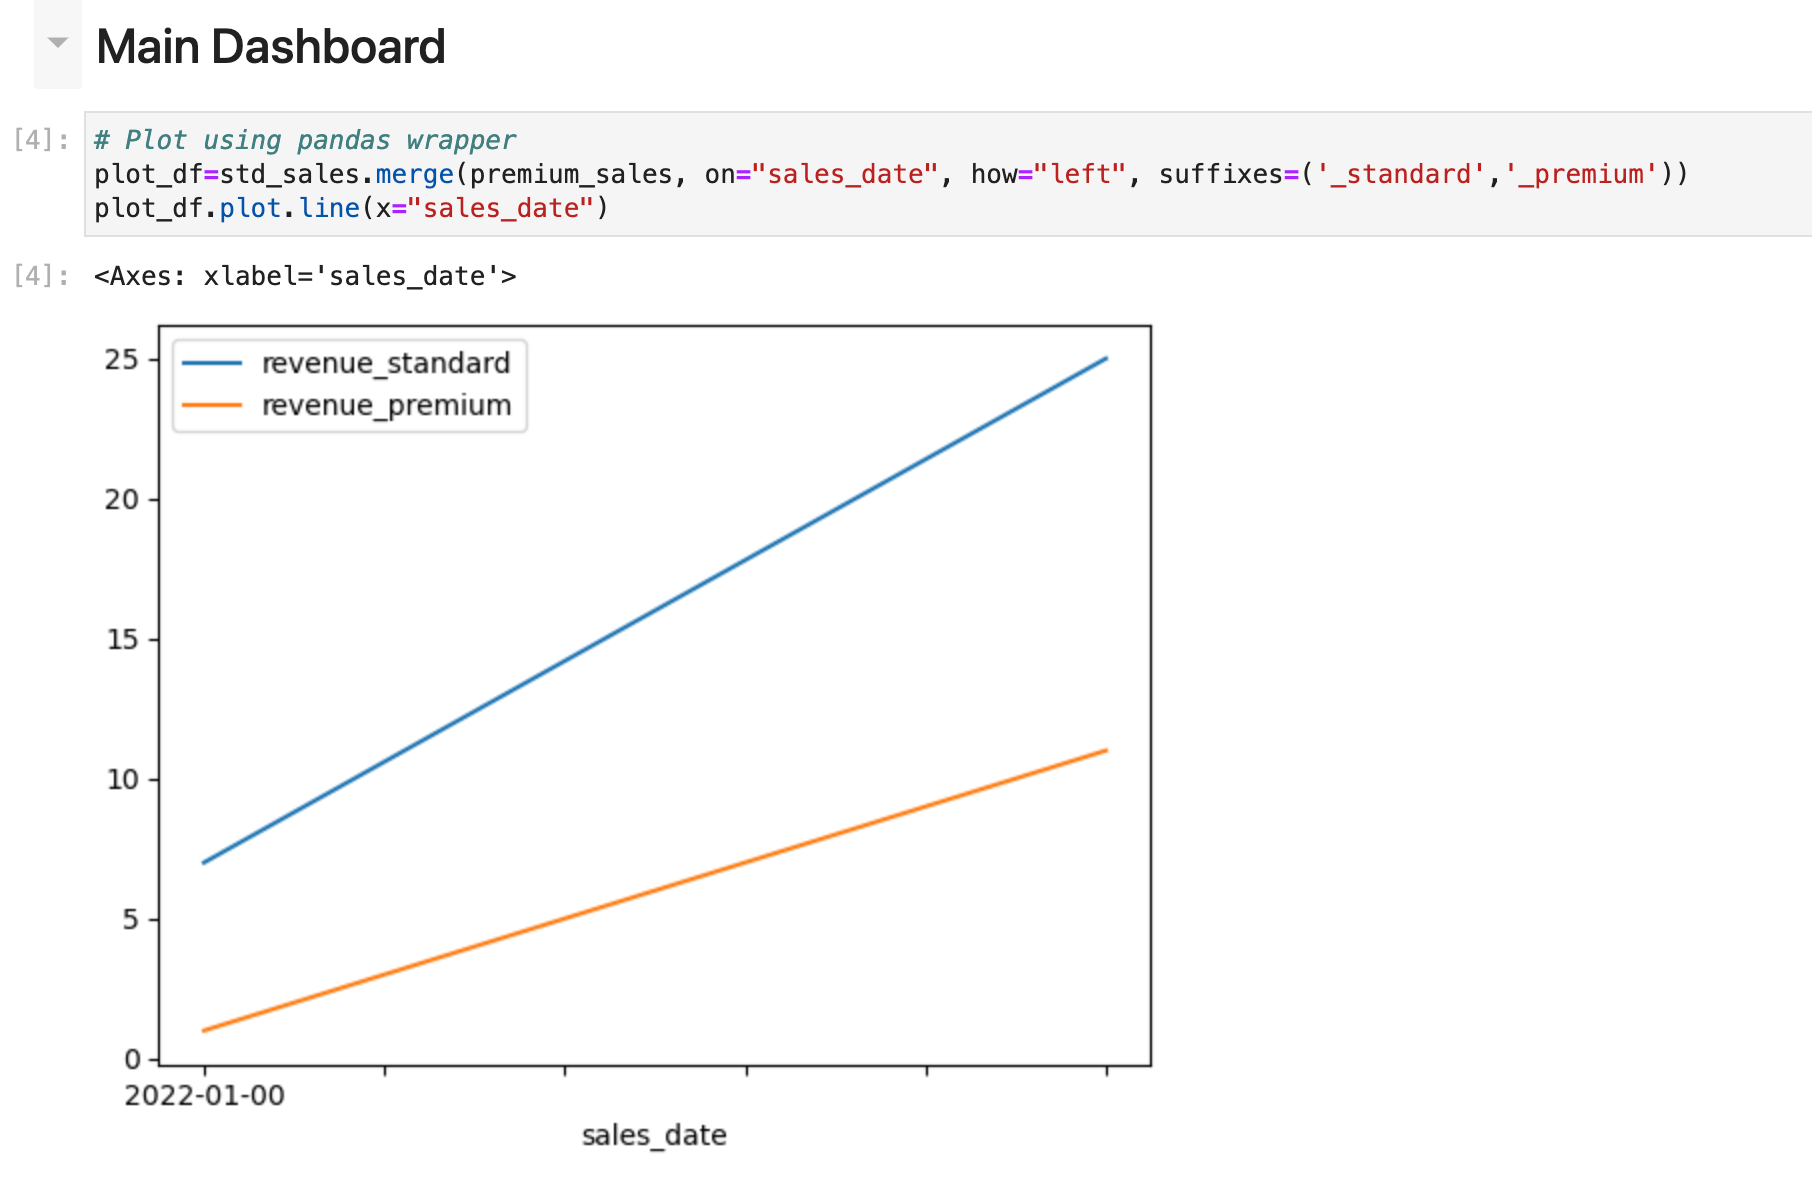 Main Dashboard
[4]: # Plot using pandas wrapper
plot_df=std_sales.merge(premium_sales, on="sales_date", how="left", suffixes=('_standard','_premium'))
plot_df.plot.line(x="sales_date")
[4]: <Axes: xlabel='sales_date'>
revenue_standard
revenue_premium
25
20
15
10
5
0
2022-01-00
sales_date